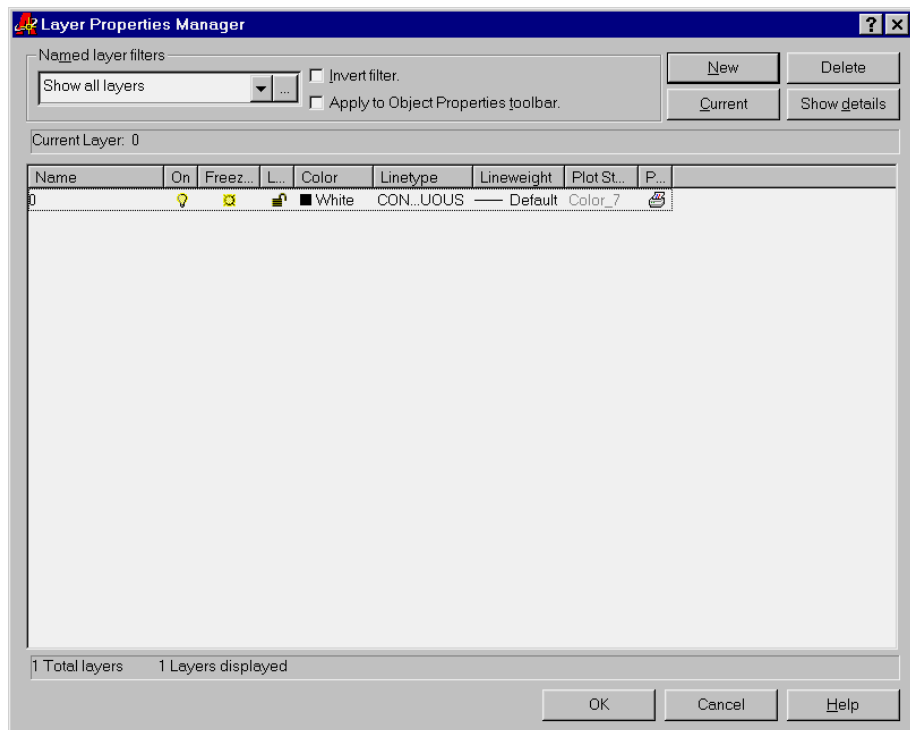 Layer Properties Manager
Named layer filters
Show all layers
...
Invert filter.
Apply to Object Properties toolbar.
New
Delete
Current
Show details
Current Layer: 0
Name On Freez... L... Color Linetype Lineweight Plot St... P...
0 White CON...UOUS Default Color_7
1 Total layers 1 Layers displayed
OK Cancel Help